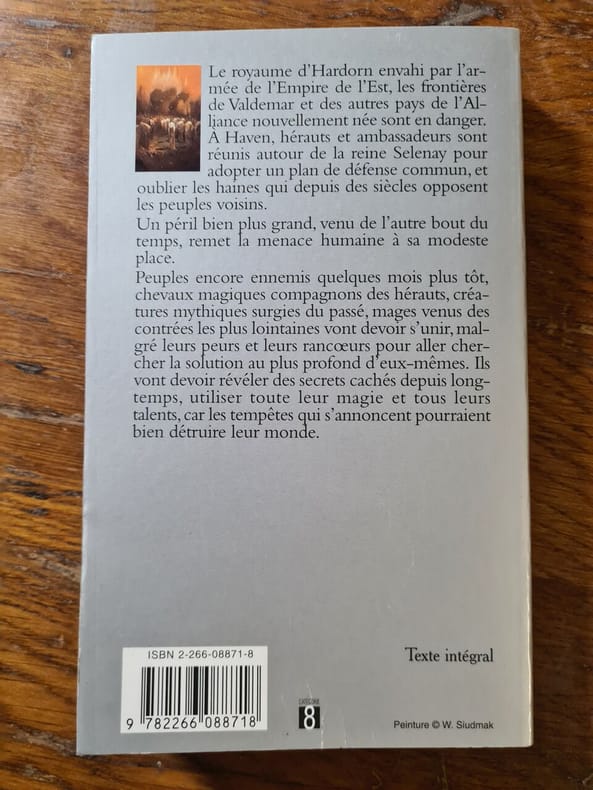 Le royaume d'Hardorn envahi par l'ar-
mée de l'Empire de l'Est, les frontières
de Valdemar et des autres pays de l'Al-
liance nouvellement née sont en danger.
À Haven, hérauts et ambassadeurs sont
réunis autour de la reine Selenay pour
adopter un plan de défense commun, et
oublier les haines qui depuis des siècles opposent
les peuples voisins.
Un péril bien plus grand, venu de l'autre bout du
temps, remet la menace humaine à sa modeste
place.
Peuples encore ennemis quelques mois plus tôt,
chevaux magiques compagnons des hérauts, créa-
tures mythiques surgies du passé, mages venus des
contrées les plus lointaines vont devoir s'unir, mal-
gré leurs peurs et leurs rancœurs pour aller cher-
cher la solution au plus profond d'eux-mêmes. Ils
vont devoir révéler des secrets cachés depuis long-
temps, utiliser toute leur magie et tous leurs
talents, car les tempêtes qui s'annoncent pourraient
bien détruire leur monde.
ISBN 2-266-08871-8
9 782266 088718
CATÉGORIE
8
Texte intégral
Peinture © W. Siudmak